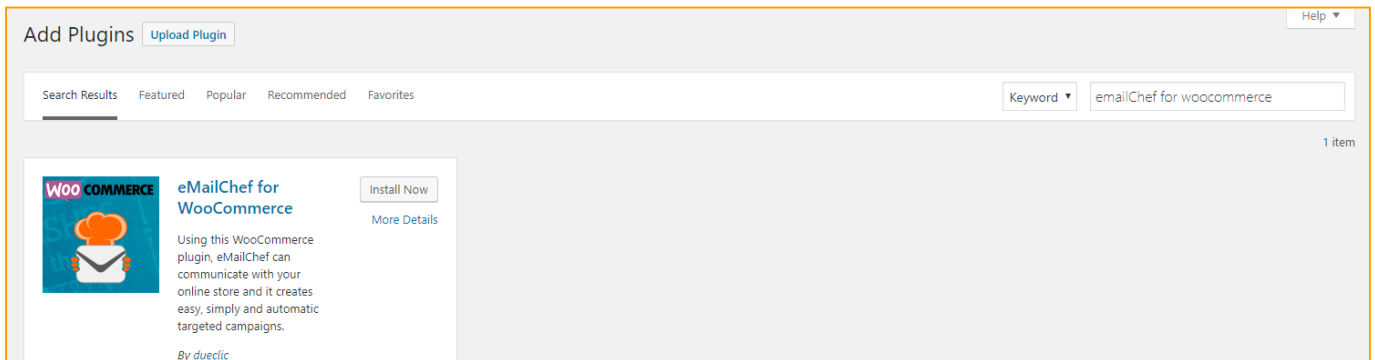 Help ▼
Add Plugins Upload Plugin
Search Results Featured Popular Recommended Favorites Keyword ▼ emailChef for woocommerce
1 item
WOO COMMERCE
eMailChef for
WooCommerce
Install Now
More Details
Using this WooCommerce
plugin, eMailChef can
communicate with your
online store and it creates
easy, simply and automatic
targeted campaigns.
By dueclic